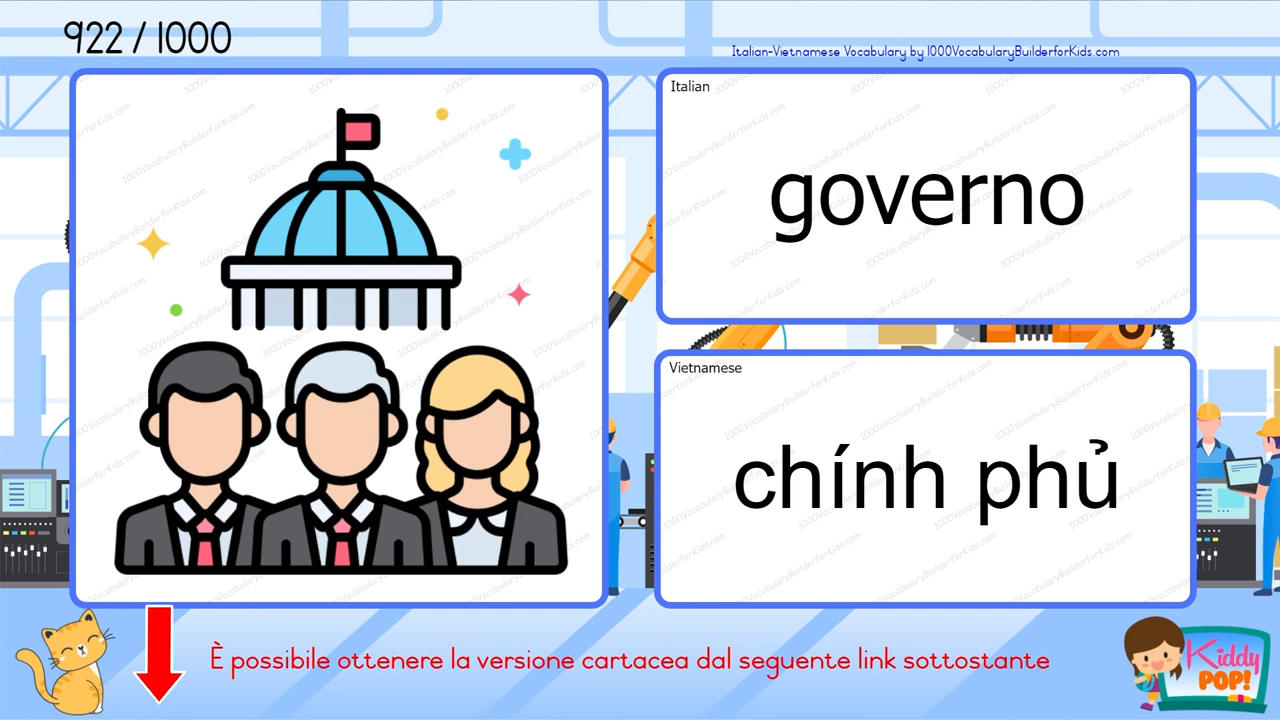 922 / 1000
Italian-Vietnamese Vocabulary by 1000VocabularyBuilderforKids.com
Italian
governo
Vietnamese
chính phủ
È possibile ottenere la versione cartacea dal seguente link sottostante
Kiddy
POP!